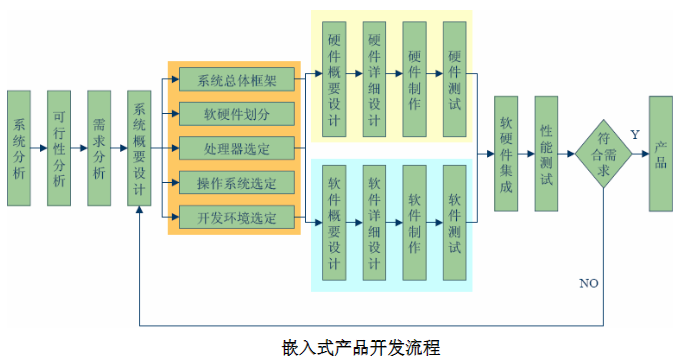 系统分析
可行性分析
需求分析
系统概要设计
系统总体框架
软硬件划分
处理器选定
操作系统选定
开发环境选定
硬件概要设计
硬件详细设计
硬件制作
硬件测试
软件概要设计
软件详细设计
软件制作
软件测试
软硬件集成
性能测试
符合需求
Y
产品
NO
嵌入式产品开发流程